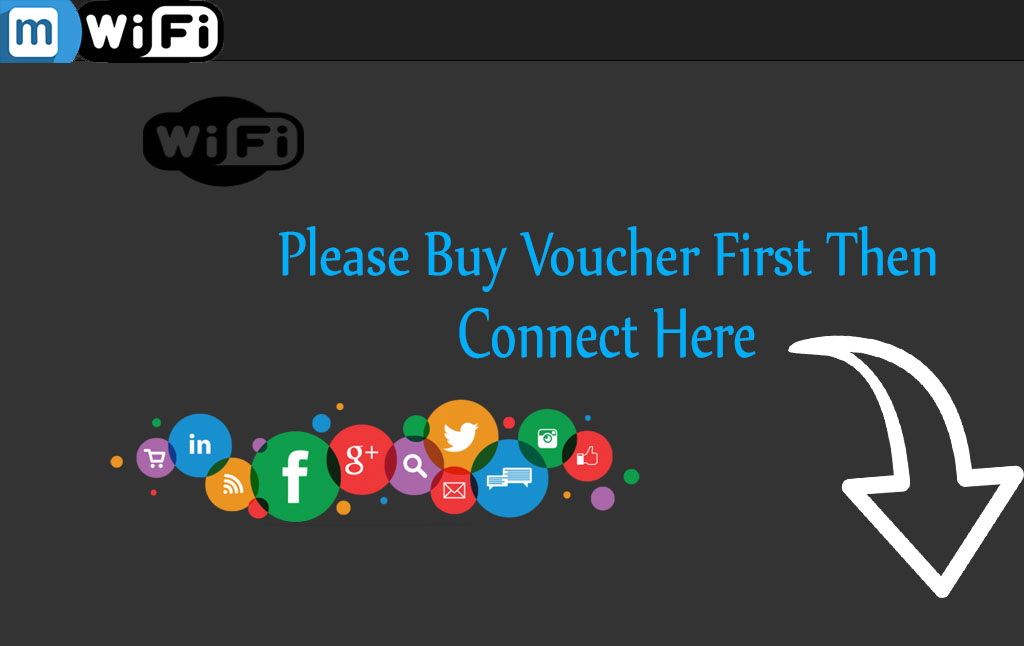 m WiFi
WiFi
Please Buy Voucher First Then
Connect Here
in
f
g+